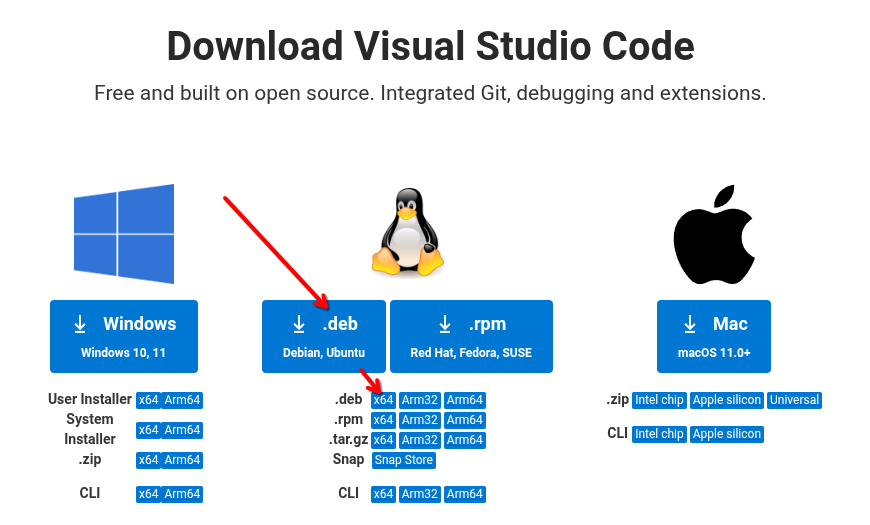 Download Visual Studio Code
Free and built on open source. Integrated Git, debugging and extensions.
Windows
Windows 10, 11
User Installer x64 Arm64
System Installer x64 Arm64
.zip x64 Arm64
CLI x64 Arm64
.deb
Debian, Ubuntu
.rpm
Red Hat, Fedora, SUSE
.deb x64 Arm32 Arm64
.rpm x64 Arm32 Arm64
.tar.gz x64 Arm32 Arm64
Snap Snap Store
CLI x64 Arm32 Arm64
Mac
macOS 11.0+
.zip Intel chip Apple silicon Universal
CLI Intel chip Apple silicon